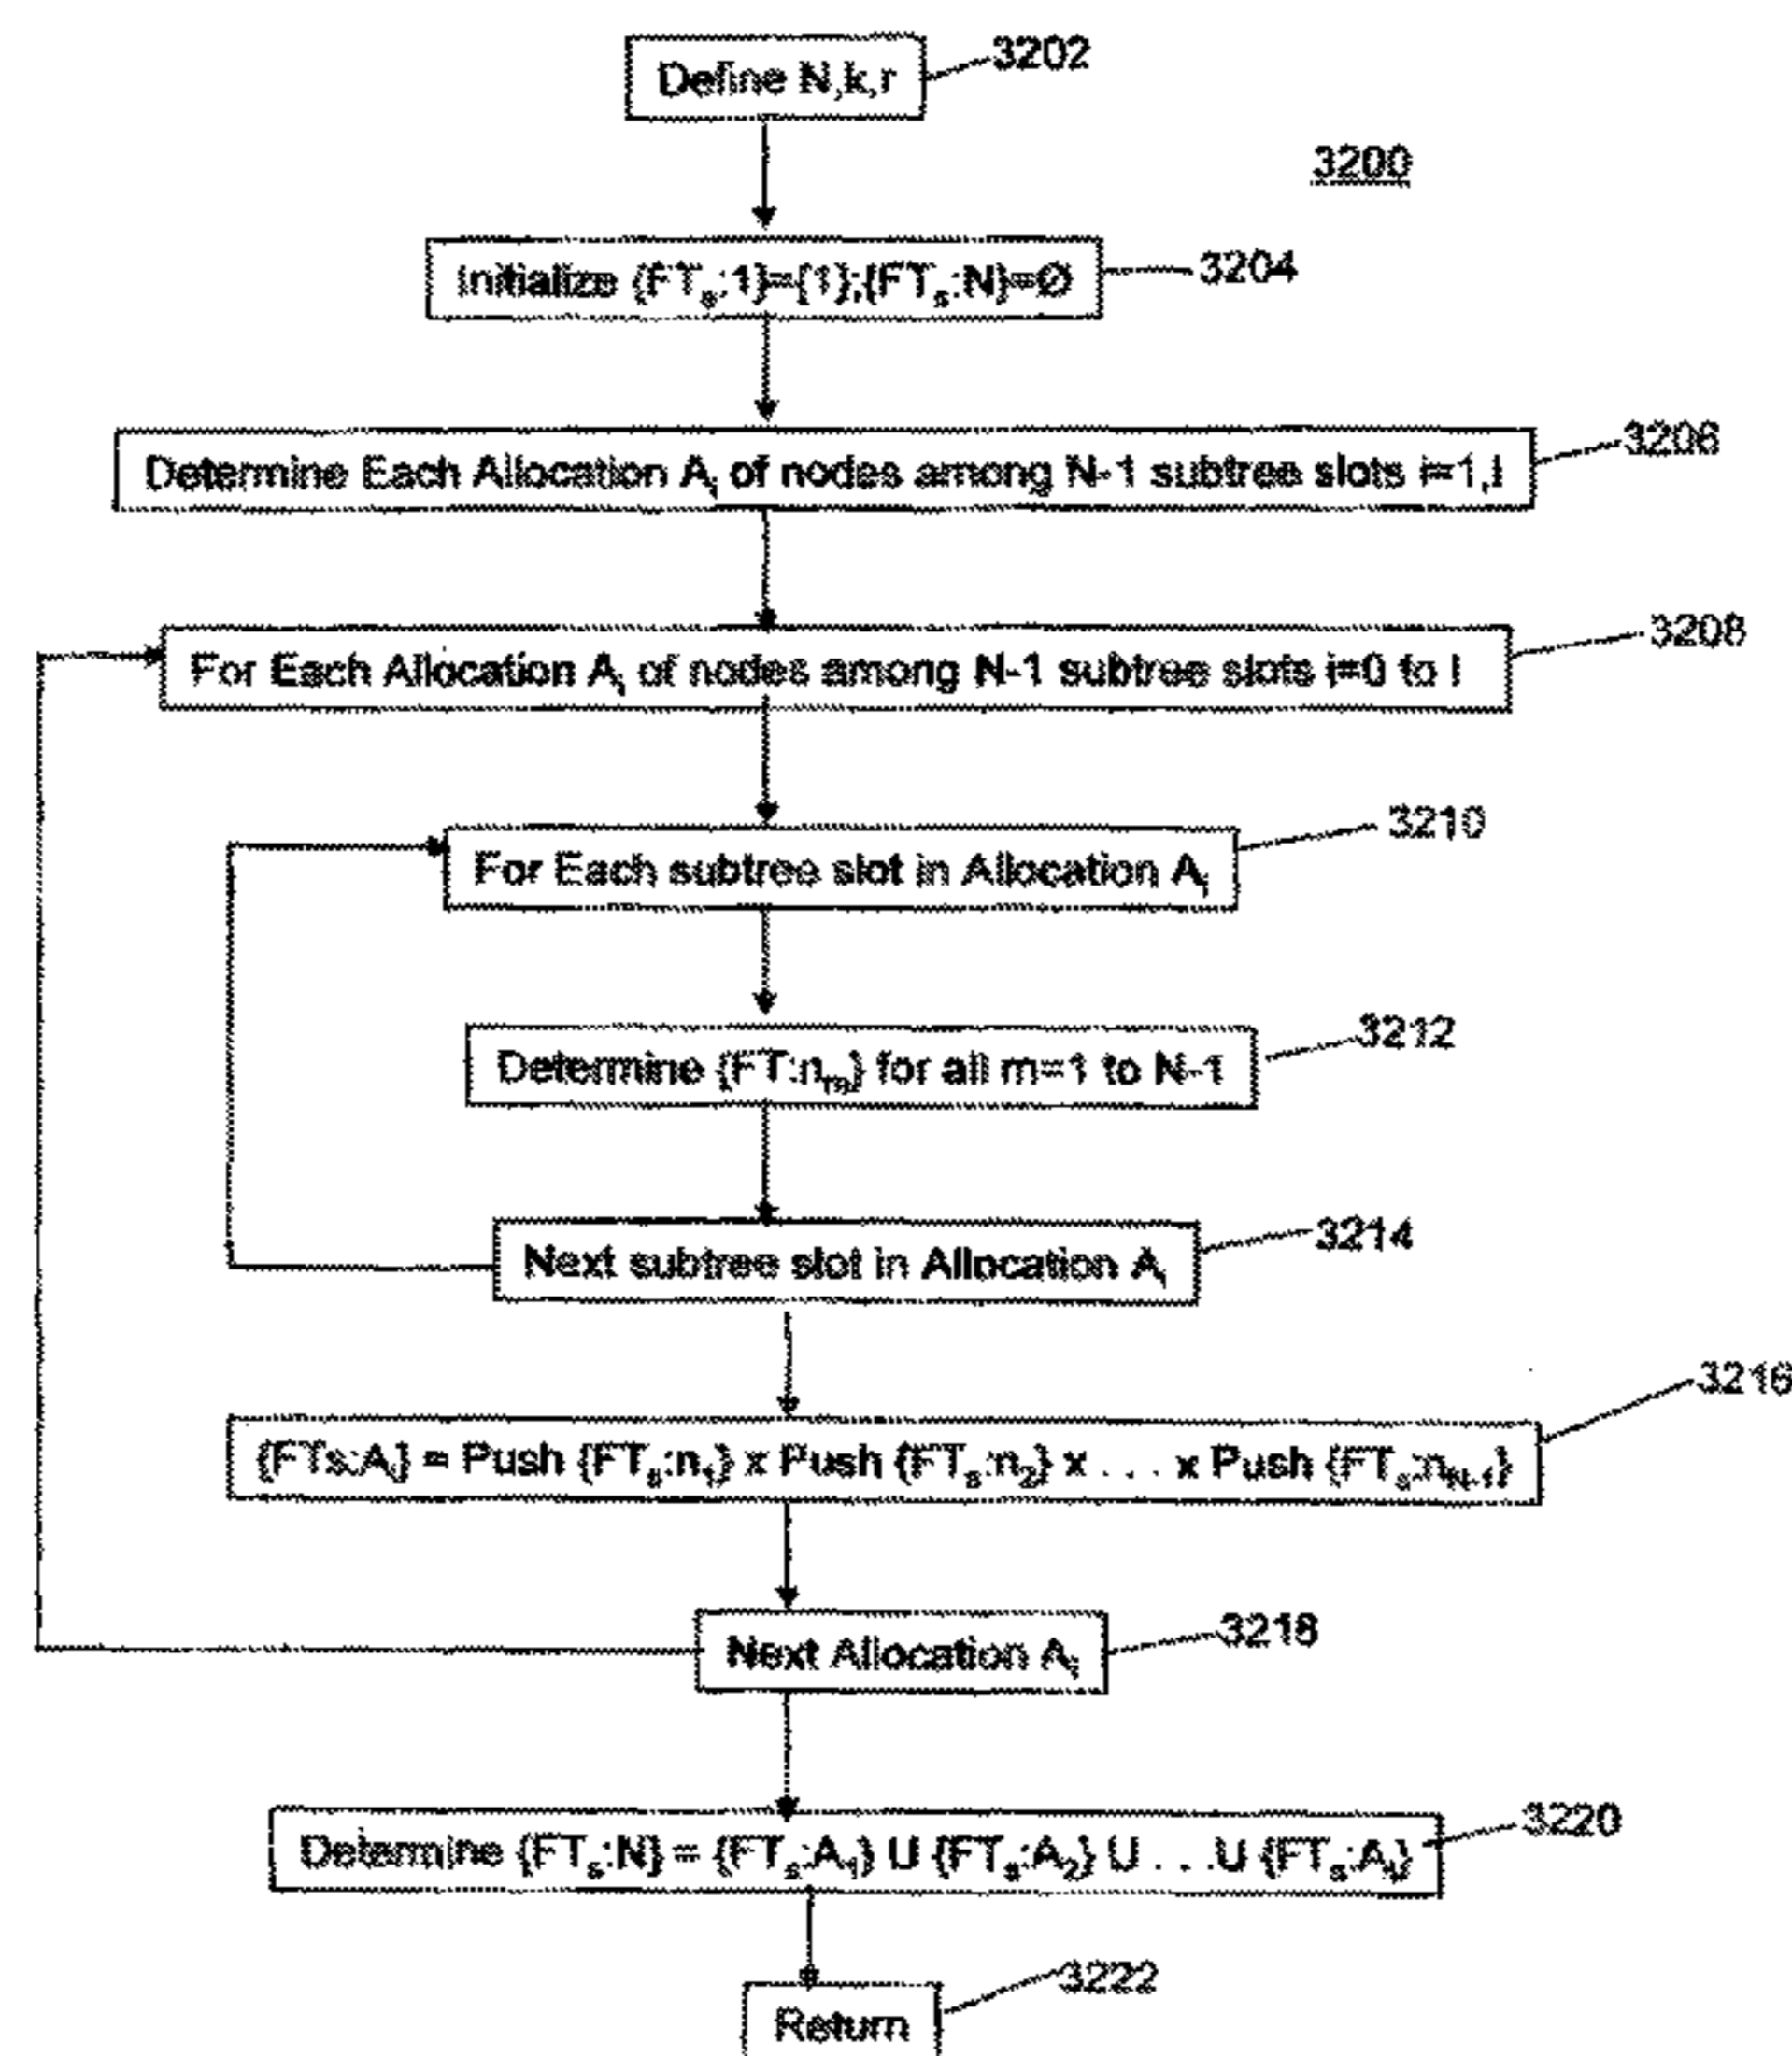 Define N,k,r
3202
3200
Initialize {FTₛ:1}={1};{FTₛ:N}=Ø
3204
Determine Each Allocation Aᵢ of nodes among N-1 subtree slots i=1,I
3206
For Each Allocation Aᵢ of nodes among N-1 subtree slots i=0 to I
3208
For Each subtree slot in Allocation Aᵢ
3210
Determine {FT:nₘ} for all m=1 to N-1
3212
Next subtree slot in Allocation Aᵢ
3214
{FTs:Aᵢ} = Push {FTₛ:n₁} x Push {FTₛ:n₂} x . . . x Push {FTₛ:n_N-1}
3216
Next Allocation Aᵢ
3218
Determine {FTₛ:N} = {FTₛ:A₁} U {FTₛ:A₂} U . . .U {FTₛ:A_I}
3220
Return
3222